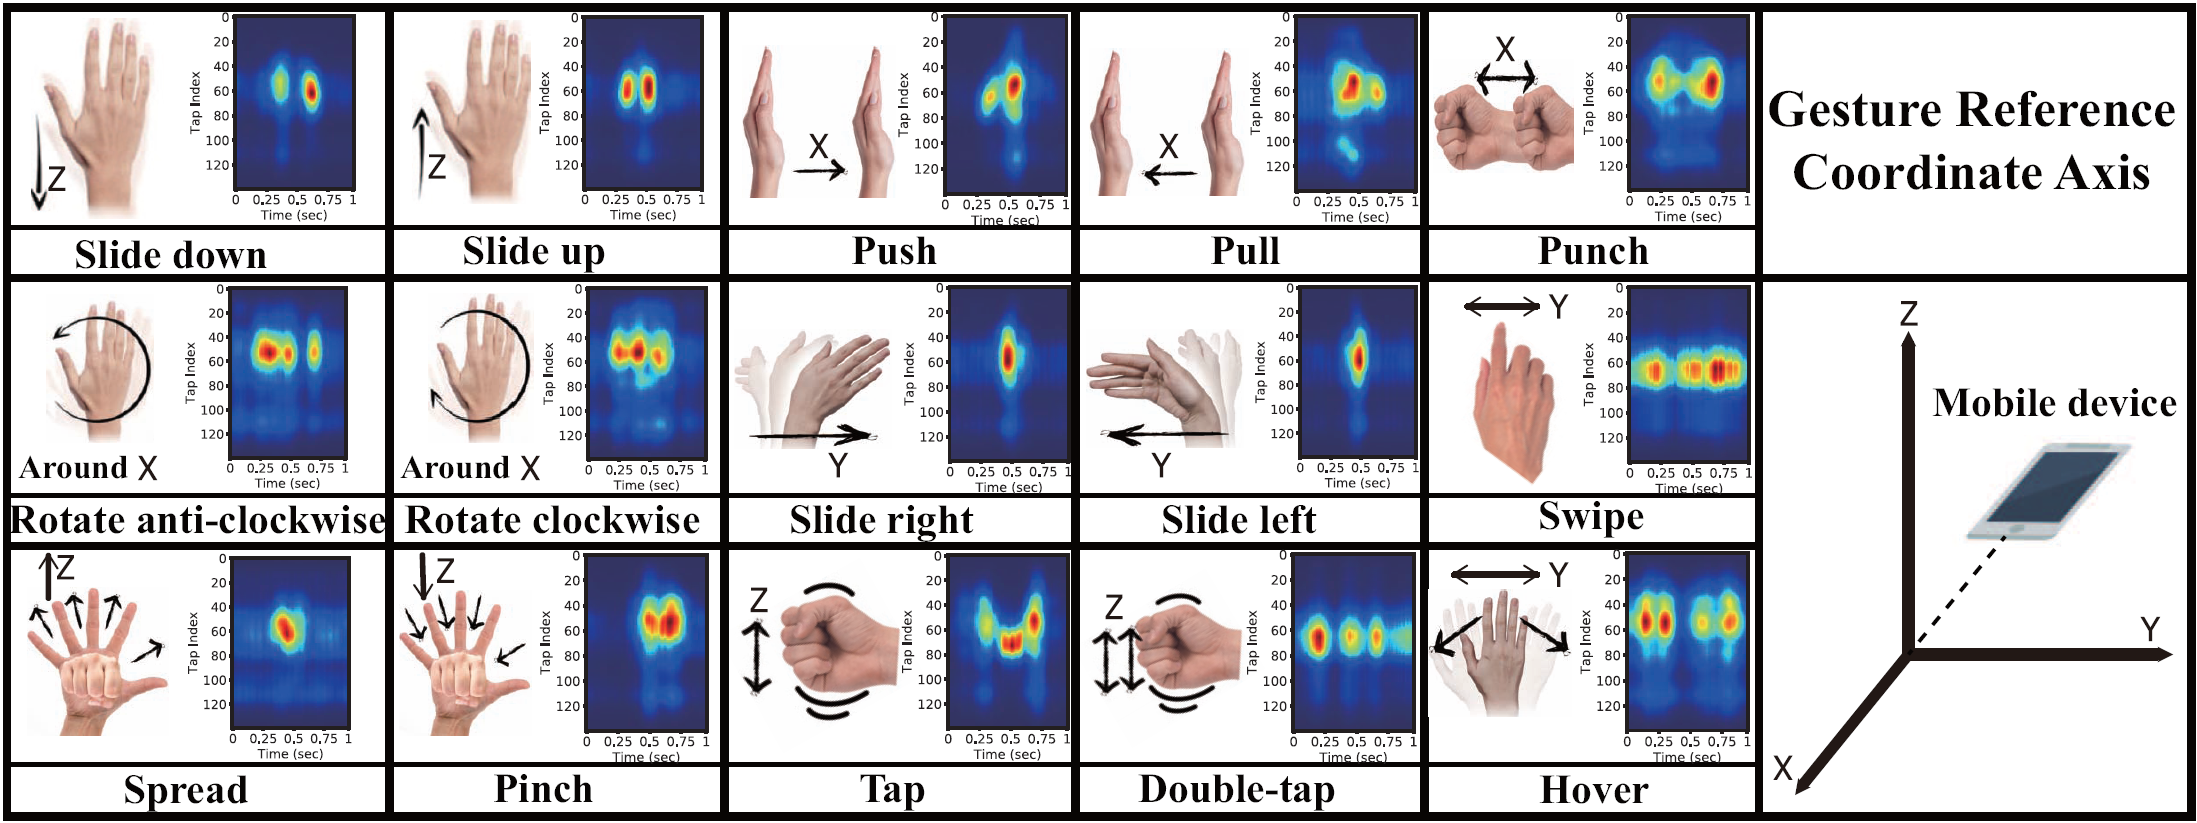 Z
Tap Index
0
20
40
60
80
100
120
0 0.25 0.5 0.75 1
Time (sec)
Slide down
Z
Tap Index
0
20
40
60
80
100
120
0 0.25 0.5 0.75 1
Time (sec)
Slide up
X
Tap Index
0
20
40
60
80
100
120
0 0.25 0.5 0.75 1
Time (sec)
Push
X
Tap Index
0
20
40
60
80
100
120
0 0.25 0.5 0.75 1
Time (sec)
Pull
X
Tap Index
0
20
40
60
80
100
120
0 0.25 0.5 0.75 1
Time (sec)
Punch
Gesture Reference
Coordinate Axis
Around X
Tap Index
0
20
40
60
80
100
120
0 0.25 0.5 0.75 1
Time (sec)
Rotate anti-clockwise
Around X
Tap Index
0
20
40
60
80
100
120
0 0.25 0.5 0.75 1
Time (sec)
Rotate clockwise
Y
Tap Index
0
20
40
60
80
100
120
0 0.25 0.5 0.75 1
Time (sec)
Slide right
Y
Tap Index
0
20
40
60
80
100
120
0 0.25 0.5 0.75 1
Time (sec)
Slide left
Y
Tap Index
0
20
40
60
80
100
120
0 0.25 0.5 0.75 1
Time (sec)
Swipe
Z
Tap Index
0
20
40
60
80
100
120
0 0.25 0.5 0.75 1
Time (sec)
Spread
Z
Tap Index
0
20
40
60
80
100
120
0 0.25 0.5 0.75 1
Time (sec)
Pinch
Z
Tap Index
0
20
40
60
80
100
120
0 0.25 0.5 0.75 1
Time (sec)
Tap
Z
Tap Index
0
20
40
60
80
100
120
0 0.25 0.5 0.75 1
Time (sec)
Double-tap
Y
Tap Index
0
20
40
60
80
100
120
0 0.25 0.5 0.75 1
Time (sec)
Hover
Z
Mobile device
Y
X